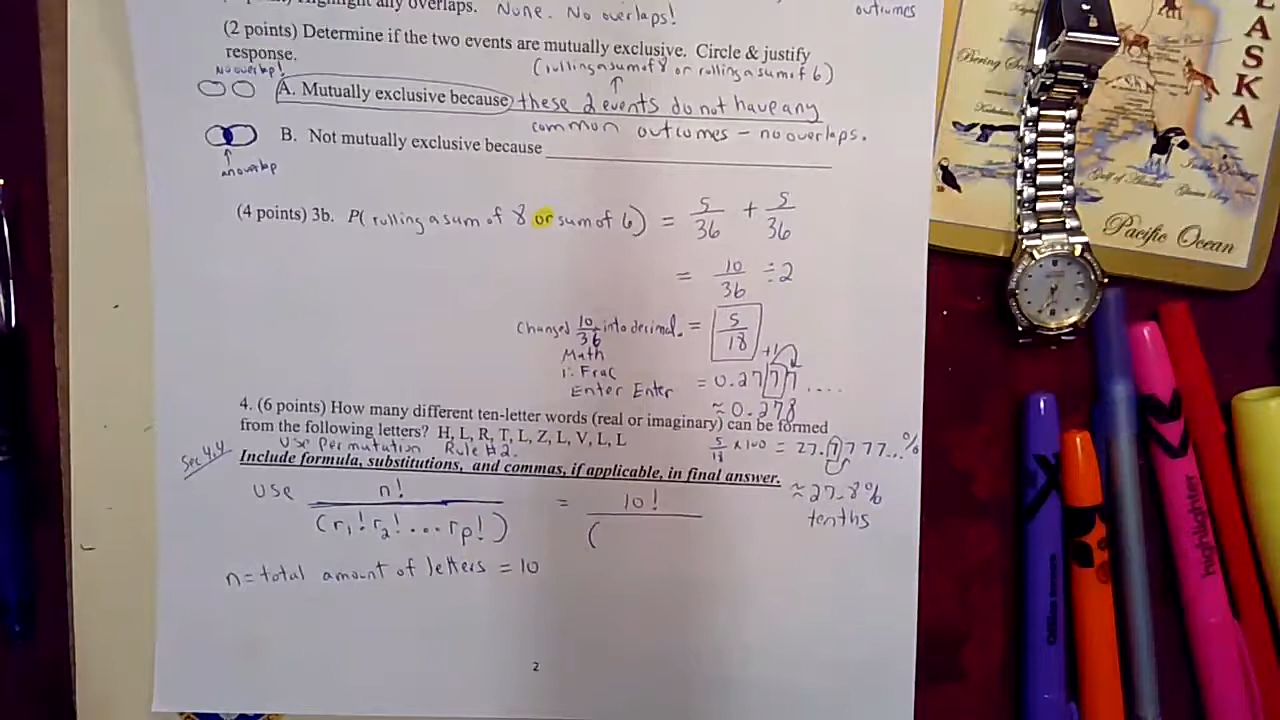 any overlaps. None. No overlaps!
outcomes
(2 points) Determine if the two events are mutually exclusive. Circle & justify
response.
(rolling a sum of 8 or rolling a sum of 6)
No overlap!
A. Mutually exclusive because these 2 events do not have any
common outcomes - no overlaps.
B. Not mutually exclusive because
an overlap
(4 points) 3b. P(rolling a sum of 8 or sum of 6) = 5/36 + 5/36
= 10/36 ÷ 2
Changed 10/36 into decimal. = 5/18
Math
1: Frac
Enter Enter
+1
= 0.2777....
≈ 0.278
4. (6 points) How many different ten-letter words (real or imaginary) can be formed
from the following letters? H, L, R, T, L, Z, L, V, L, L
5/18 x 100 = 27.7777...%
≈ 27.8%
tenths
Sec 4.4
Use Permutation Rule #2.
Include formula, substitutions, and commas, if applicable, in final answer.
Use n! / (r1! r2! .... rp!) = 10! / (
n = total amount of letters = 10
2
ALASKA
Bering
Gulf of Alaska
Pacific Ocean
highlighter